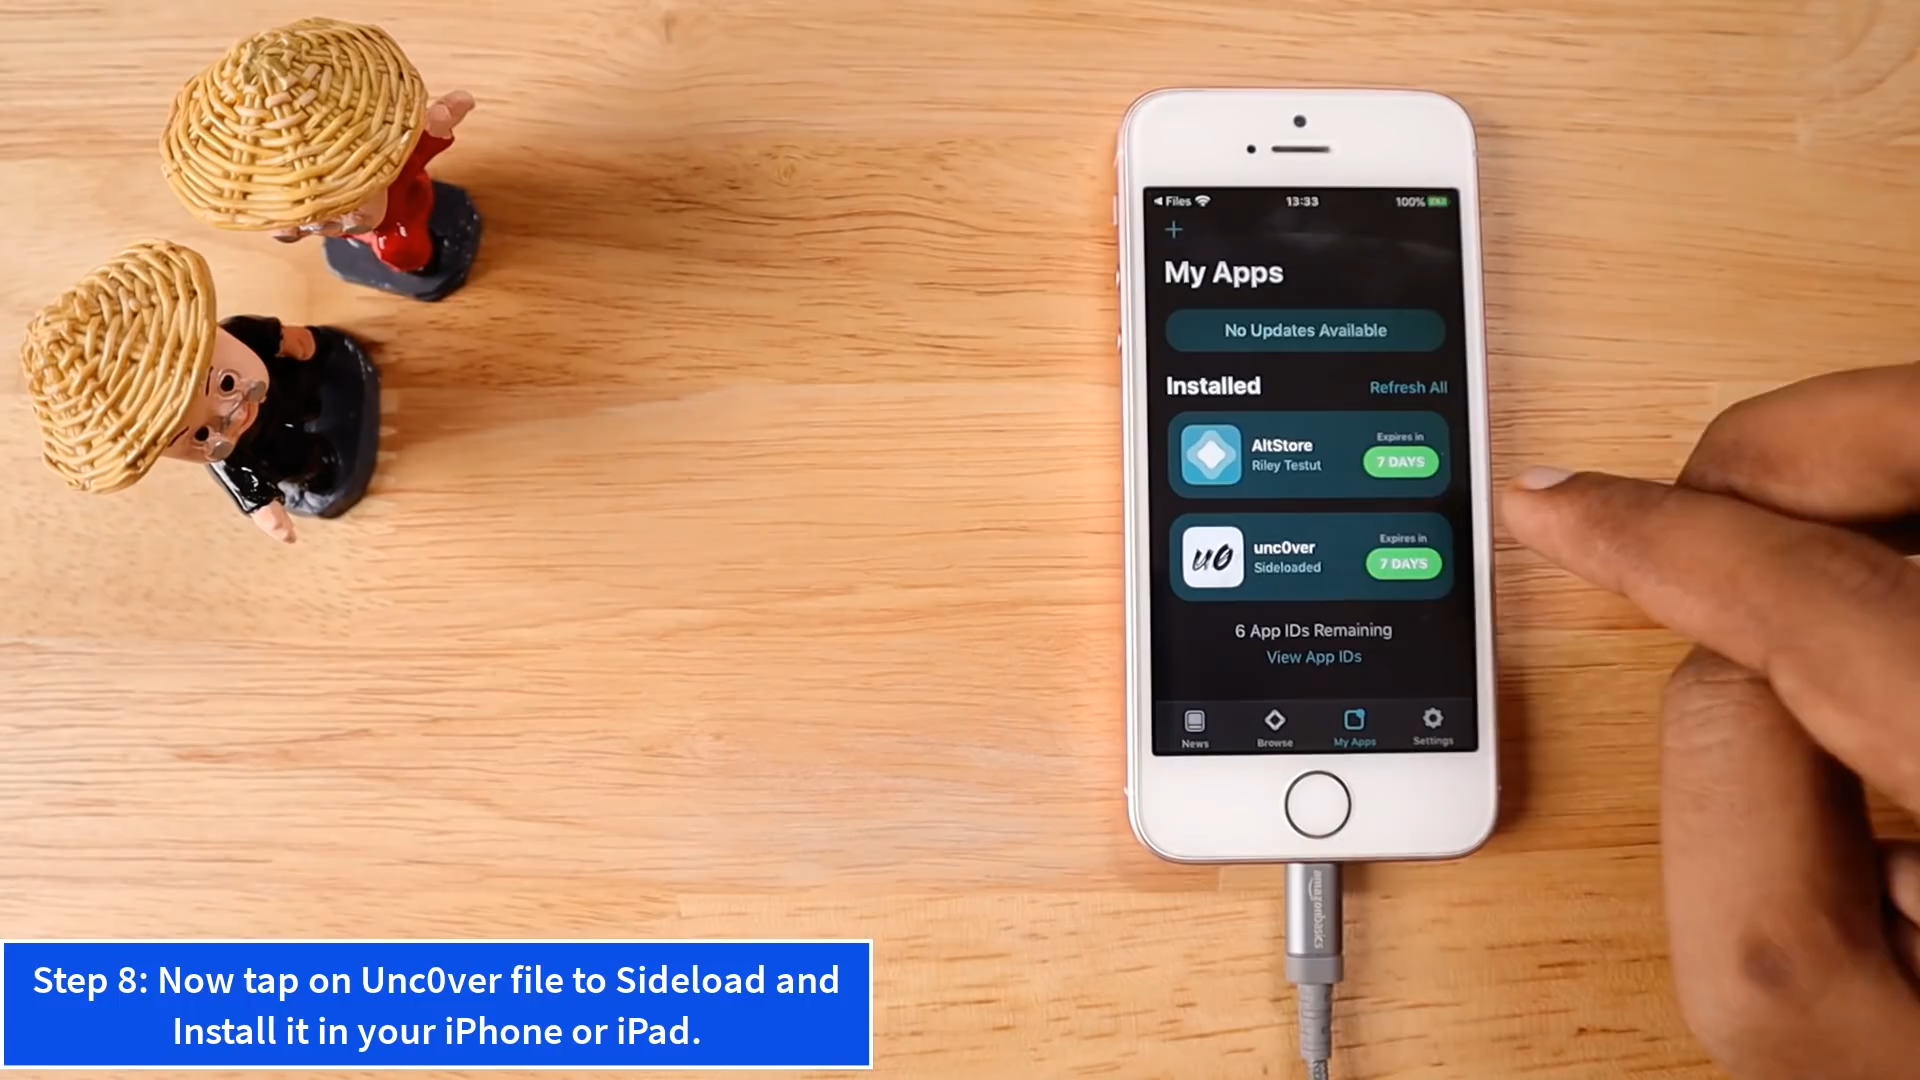 Files
13:33
100%
My Apps
No Updates Available
Installed
Refresh All
AltStore
Riley Testut
Expires in
7 DAYS
u0
unc0ver
Sideloaded
Expires in
7 DAYS
6 App IDs Remaining
View App IDs
News
Browse
My Apps
Settings
amazonbasics
Step 8: Now tap on Unc0ver file to Sideload and
Install it in your iPhone or iPad.